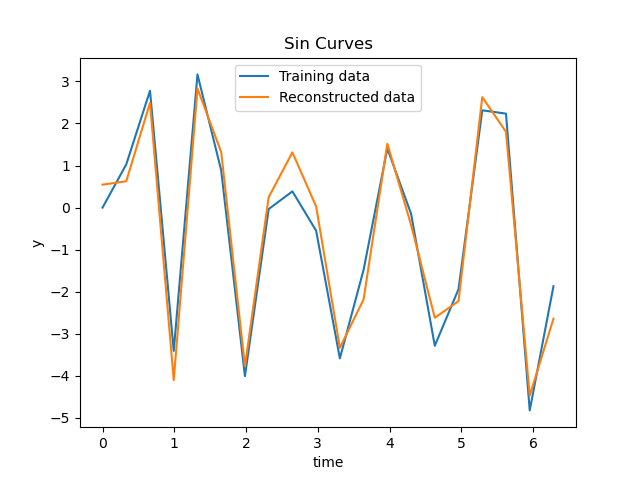 Sin Curves
Training data
Reconstructed data
3
2
1
0
−1
−2
−3
−4
−5
y
0 1 2 3 4 5 6
time